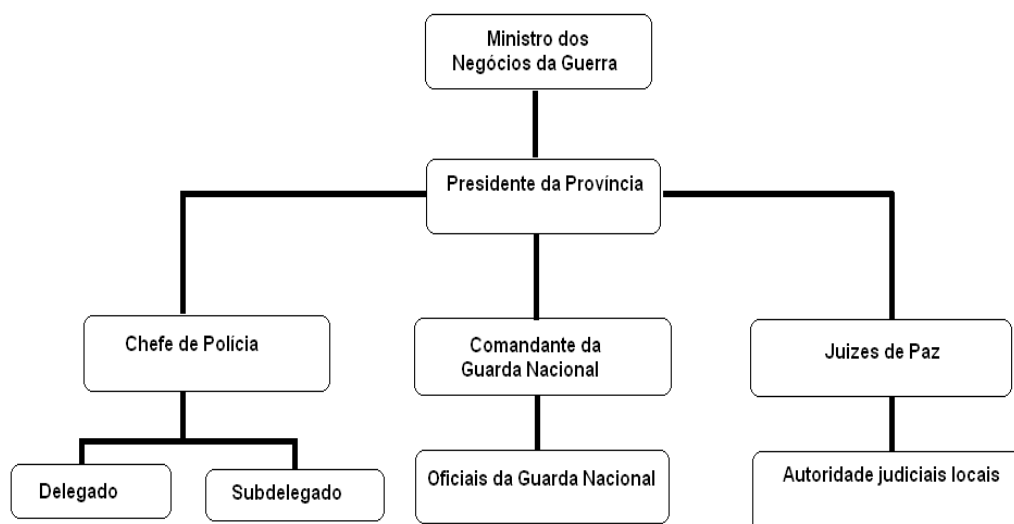 Ministro dos
Negócios da Guerra
Presidente da Província
Chefe de Polícia
Comandante da
Guarda Nacional
Juizes de Paz
Delegado
Subdelegado
Oficiais da Guarda Nacional
Autoridade judiciais locais